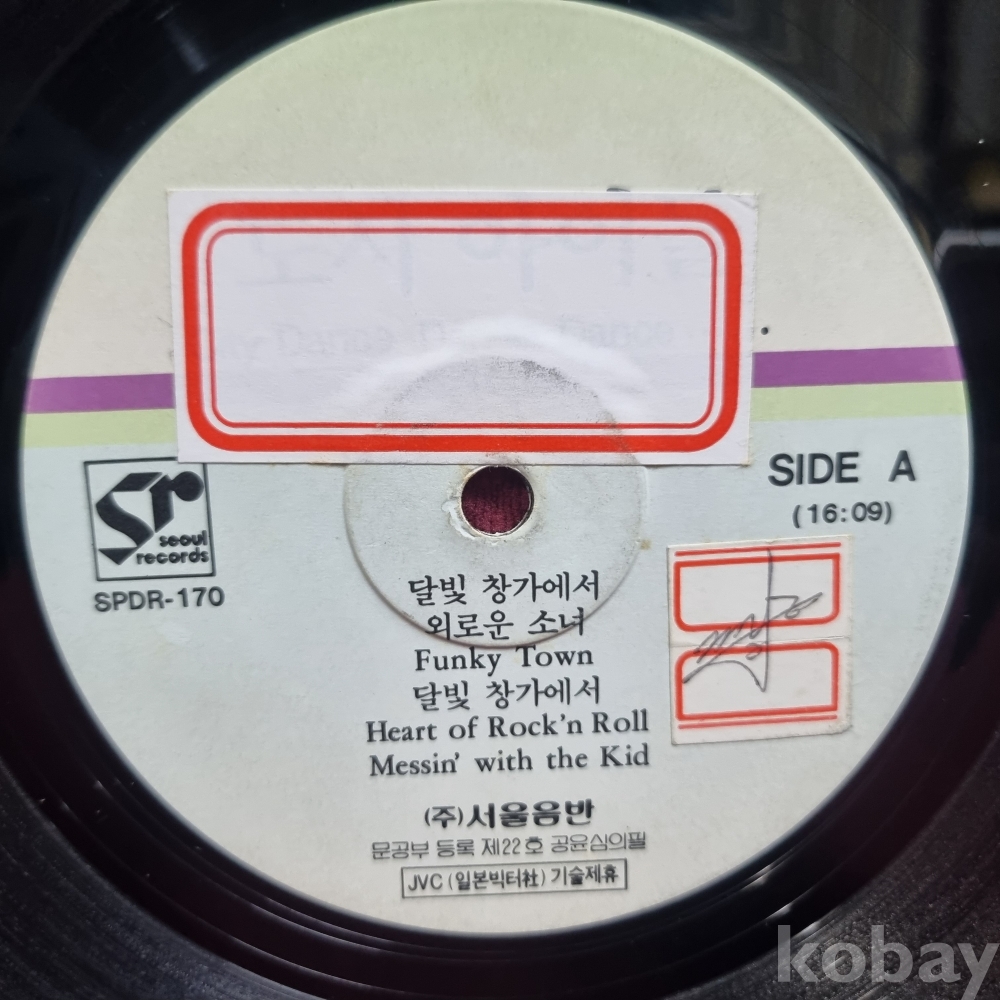 SIDE A
(16:09)
Sr
seoul
records
SPDR-170
달빛 창가에서
외로운 소녀
Funky Town
달빛 창가에서
Heart of Rock'n Roll
Messin' with the Kid
(주)서울음반
문공부 등록 제22호 공윤심의필
JVC (일본빅터社) 기술제휴
kobay